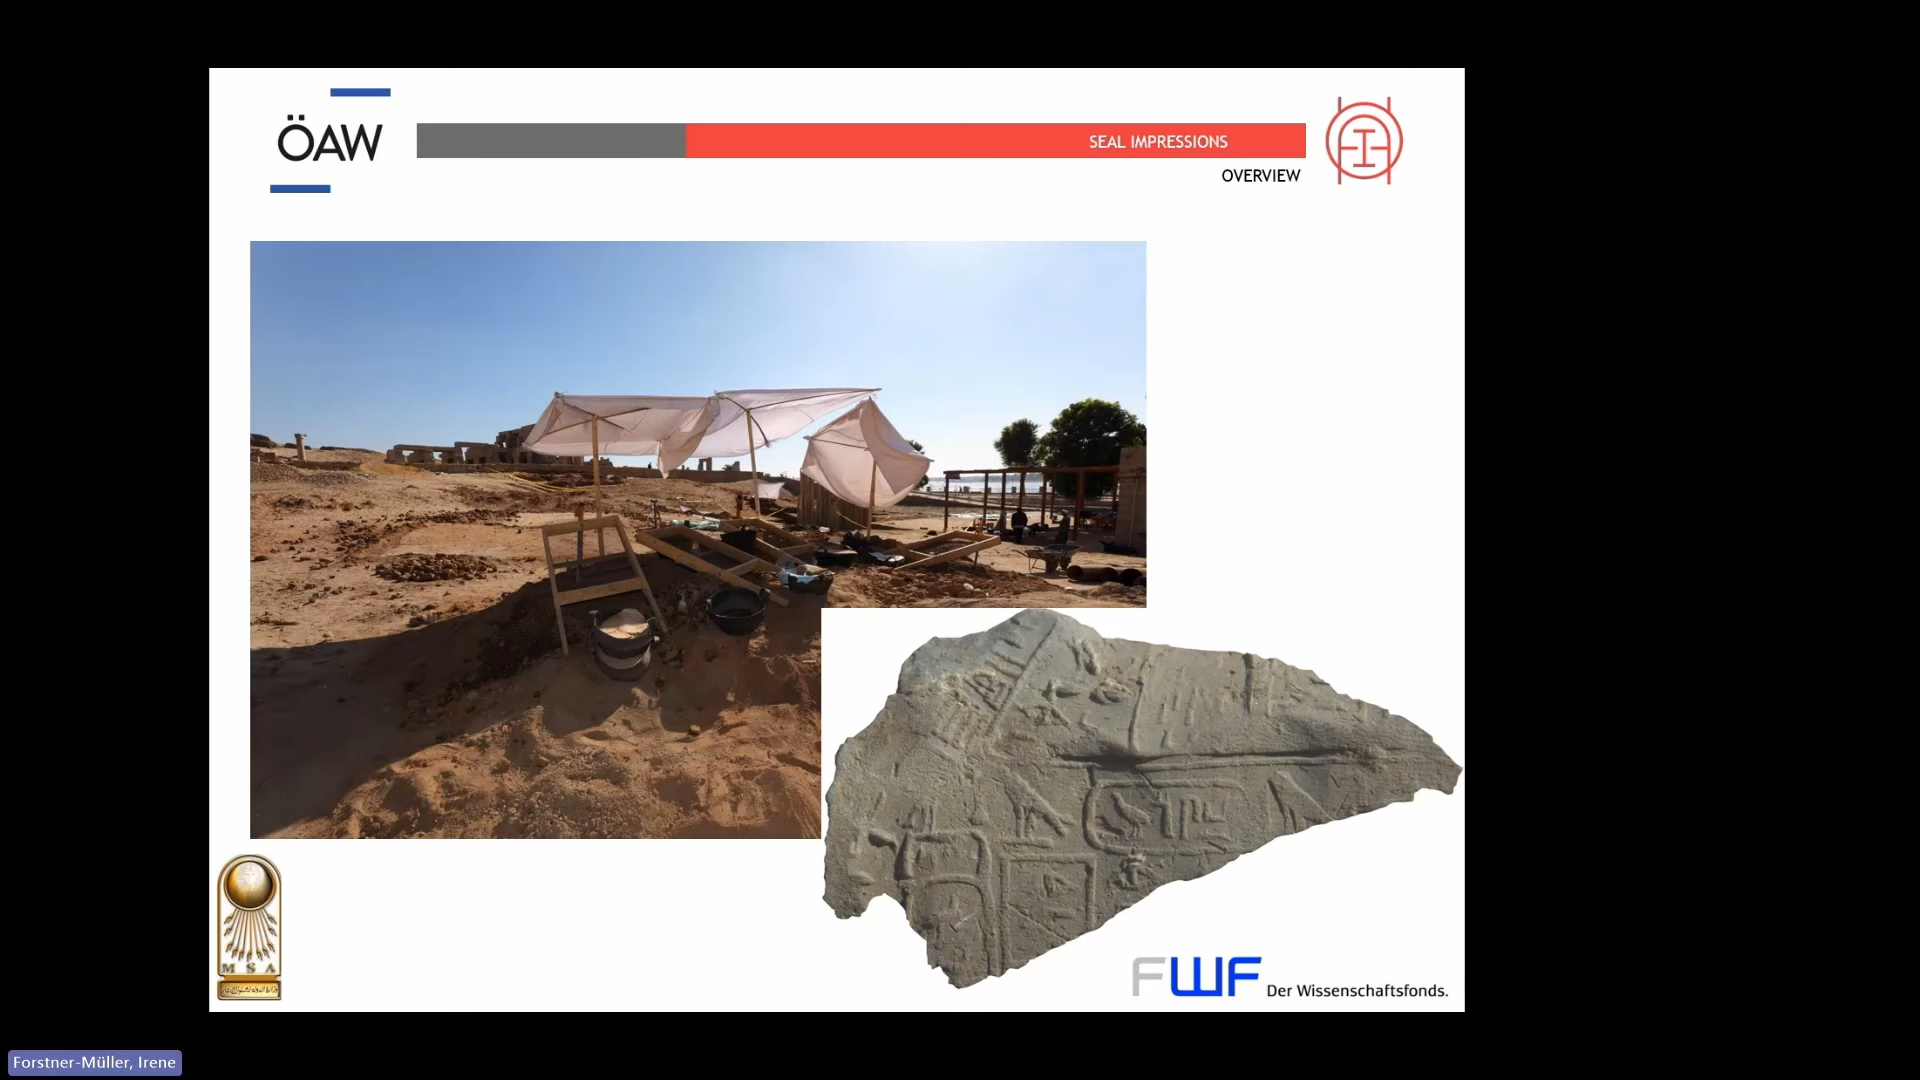 ÖAW
SEAL IMPRESSIONS
OVERVIEW
M S A
FWF Der Wissenschaftsfonds.
Forstner-Müller, Irene